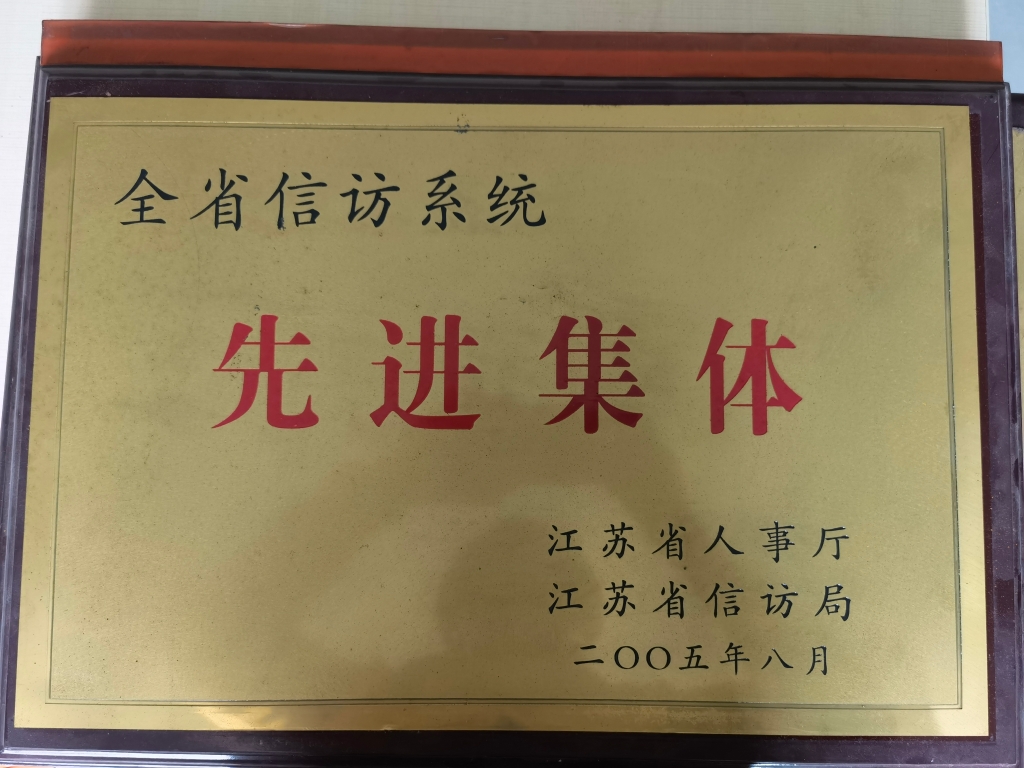 全省信访系统
先进集体
江苏省人事厅
江苏省信访局
二〇〇五年八月